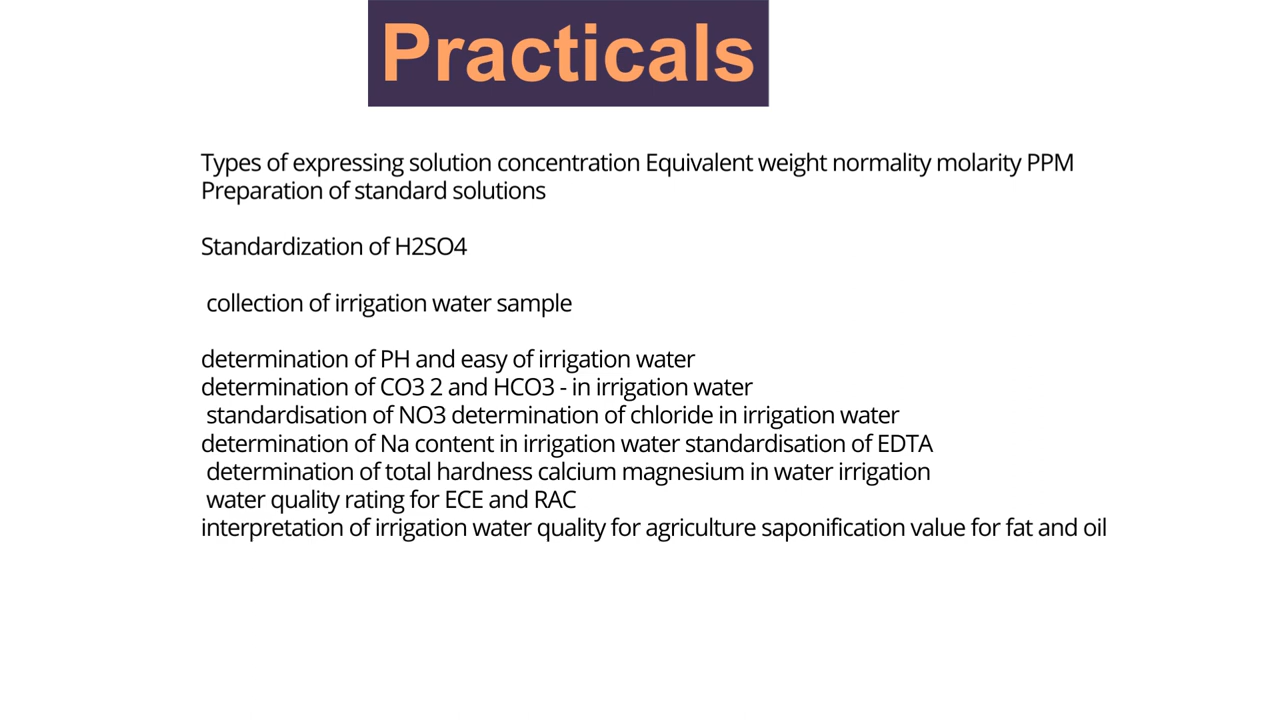 Practicals
Types of expressing solution concentration Equivalent weight normality molarity PPM
Preparation of standard solutions
Standardization of H2SO4
collection of irrigation water sample
determination of PH and easy of irrigation water
determination of CO3 2 and HCO3 - in irrigation water
standardisation of NO3 determination of chloride in irrigation water
determination of Na content in irrigation water standardisation of EDTA
determination of total hardness calcium magnesium in water irrigation
water quality rating for ECE and RAC
interpretation of irrigation water quality for agriculture saponification value for fat and oil